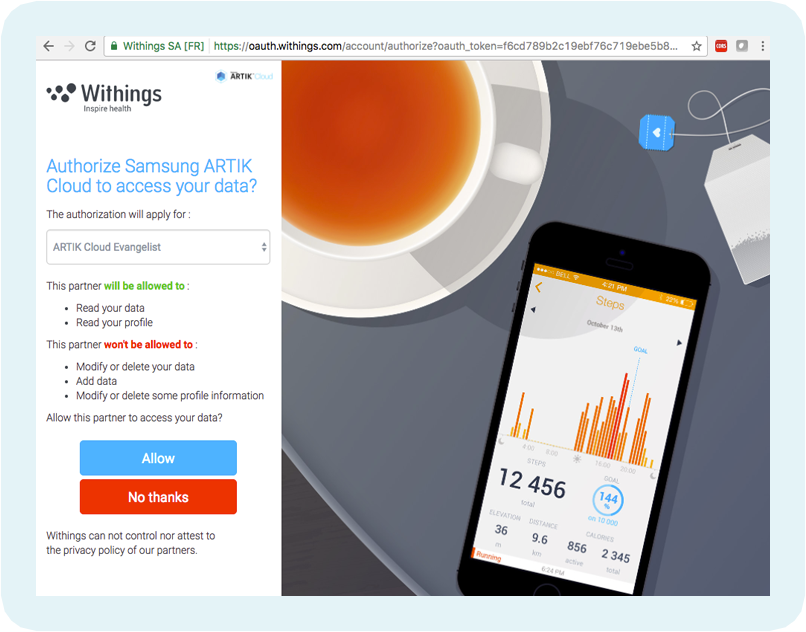 Withings SA [FR]
https://oauth.withings.com/account/authorize?oauth_token=f6cd789b2c19ebf76c719ebe5b8...
ARTIK Cloud
Withings
Inspire health
Authorize Samsung ARTIK
Cloud to access your data?
The authorization will apply for :
ARTIK Cloud Evangelist
This partner will be allowed to :
• Read your data
• Read your profile
This partner won't be allowed to :
• Modify or delete your data
• Add data
• Modify or delete some profile information
Allow this partner to access your data?
Allow
No thanks
Withings can not control nor attest to
the privacy policy of our partners.
BELL 4:21 PM 22%
Steps
October 13th
GOAL
4:00 8:00 16:00 20:00
STEPS
12 456
total
GOAL
144
%
on 10 000
ELEVATION DISTANCE CALORIES
36 9.6 856 2 345
m km active total
Running
6:24 PM